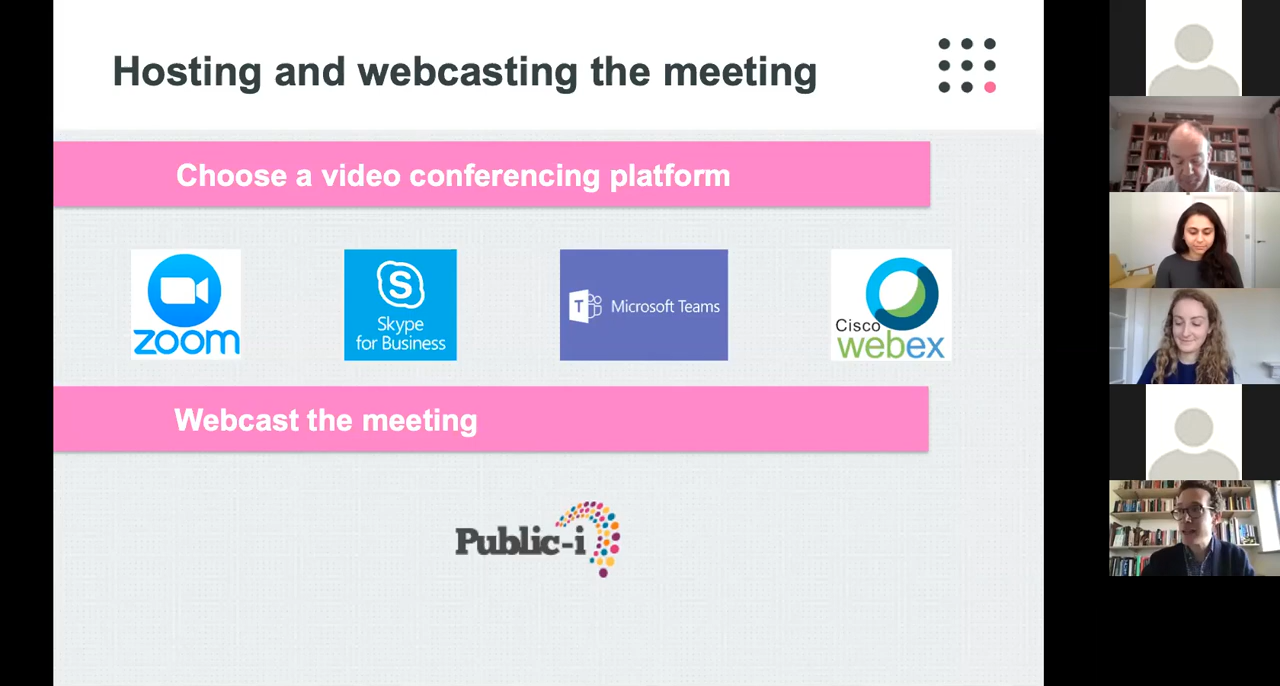 Hosting and webcasting the meeting
Choose a video conferencing platform
zoom
S
Skype
for Business
T
Microsoft Teams
Cisco
webex
Webcast the meeting
Public-i